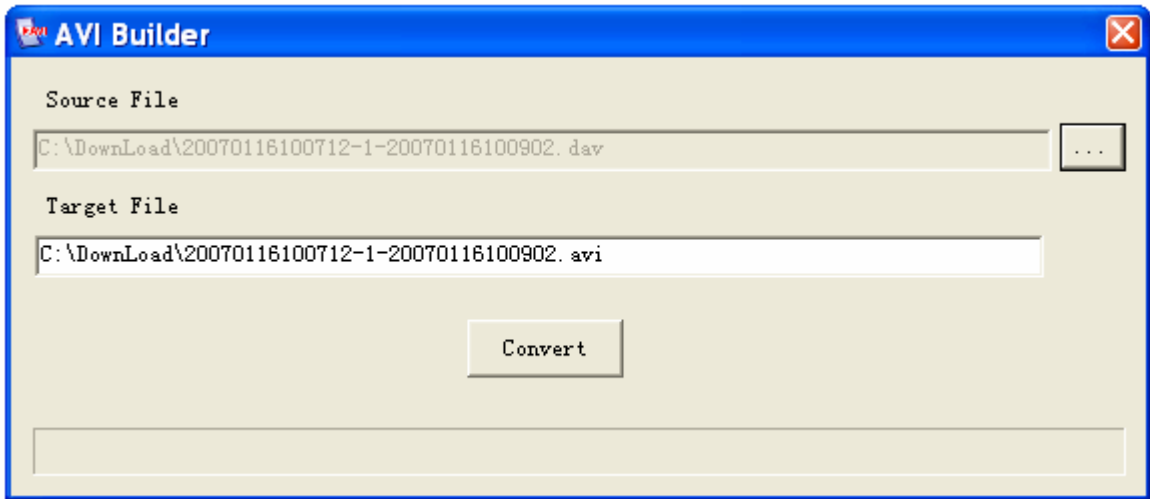 AVI Builder
Source File
C:\DownLoad\20070116100712-1-20070116100902.dav
...
Target File
C:\DownLoad\20070116100712-1-20070116100902.avi
Convert